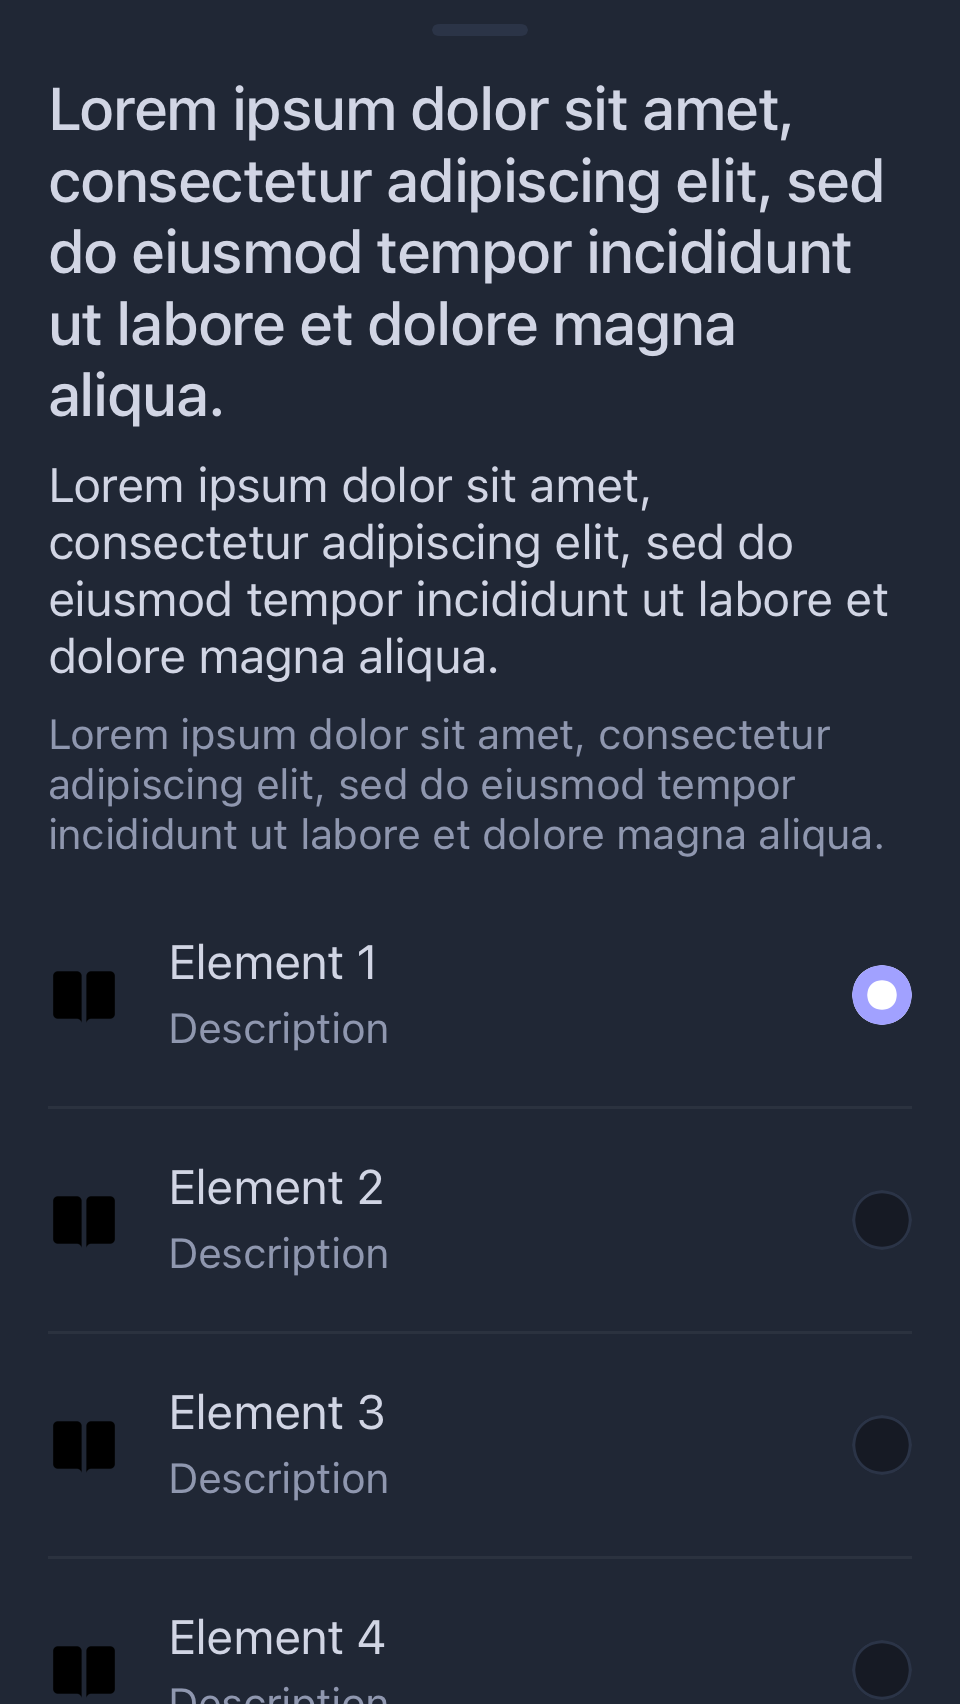 Lorem ipsum dolor sit amet,
consectetur adipiscing elit, sed
do eiusmod tempor incididunt
ut labore et dolore magna
aliqua.
Lorem ipsum dolor sit amet,
consectetur adipiscing elit, sed do
eiusmod tempor incididunt ut labore et
dolore magna aliqua.
Lorem ipsum dolor sit amet, consectetur
adipiscing elit, sed do eiusmod tempor
incididunt ut labore et dolore magna aliqua.
Element 1
Description
Element 2
Description
Element 3
Description
Element 4
Description